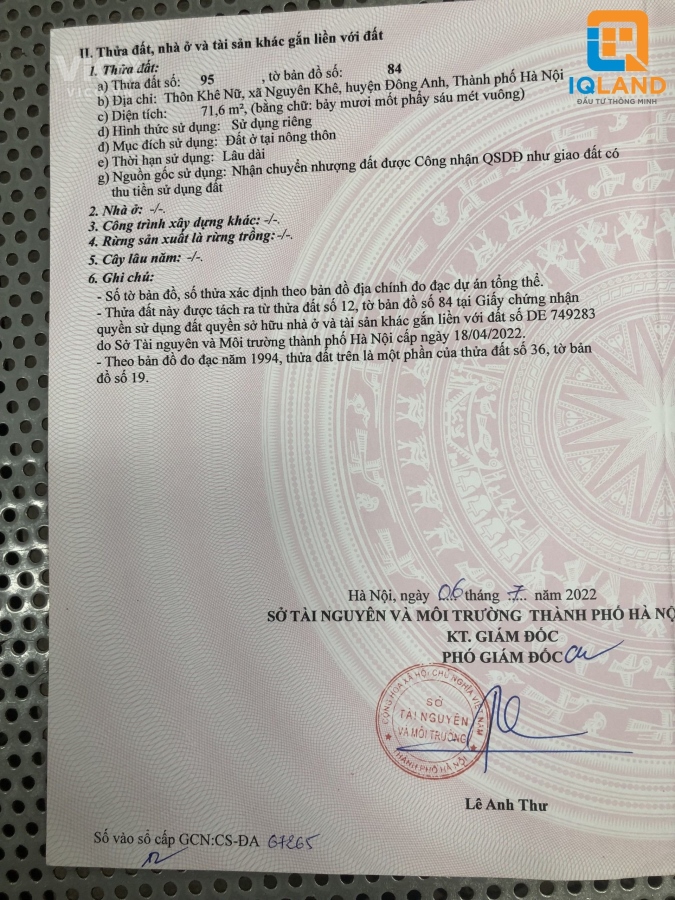 II. Thửa đất, nhà ở và tài sản khác gắn liền với đất
1. Thửa đất:
a) Thửa đất số: 95 , tờ bản đồ số: 84
b) Địa chỉ: Thôn Khê Nữ, xã Nguyên Khê, huyện Đông Anh, Thành phố Hà Nội
c) Diện tích: 71,6 m², (bằng chữ: bảy mươi mốt phẩy sáu mét vuông)
d) Hình thức sử dụng: Sử dụng riêng
đ) Mục đích sử dụng: Đất ở tại nông thôn
e) Thời hạn sử dụng: Lâu dài
g) Nguồn gốc sử dụng: Nhận chuyển nhượng đất được Công nhận QSDĐ như giao đất có
thu tiền sử dụng đất
2. Nhà ở: -/-.
3. Công trình xây dựng khác: -/-.
4. Rừng sản xuất là rừng trồng:-/-.
5. Cây lâu năm: -/-.
6. Ghi chú:
- Số tờ bản đồ, số thửa xác định theo bản đồ địa chính đo đạc dự án tổng thể.
- Thửa đất này được tách ra từ thửa đất số 12, tờ bản đồ số 84 tại Giấy chứng nhận
quyền sử dụng đất quyền sở hữu nhà ở và tài sản khác gắn liền với đất số DE 749283
do Sở Tài nguyên và Môi trường thành phố Hà Nội cấp ngày 18/04/2022.
- Theo bản đồ đo đạc năm 1994, thửa đất trên là một phần của thửa đất số 36, tờ bản
đồ số 19.
IQLAND
ĐẦU TƯ THÔNG MINH
Hà Nội, ngày 06 tháng 7 năm 2022
SỞ TÀI NGUYÊN VÀ MÔI TRƯỜNG THÀNH PHỐ HÀ NỘ
KT. GIÁM ĐỐC
PHÓ GIÁM ĐỐC
CỘNG HÒA XÃ HỘI CHỦ NGHĨA VIỆT NAM
SỞ
TÀI NGUYÊN
VÀ MÔI TRƯỜNG
THÀNH PHỐ HÀ NỘI
Lê Anh Thư
Số vào sổ cấp GCN:CS-ĐA 67265